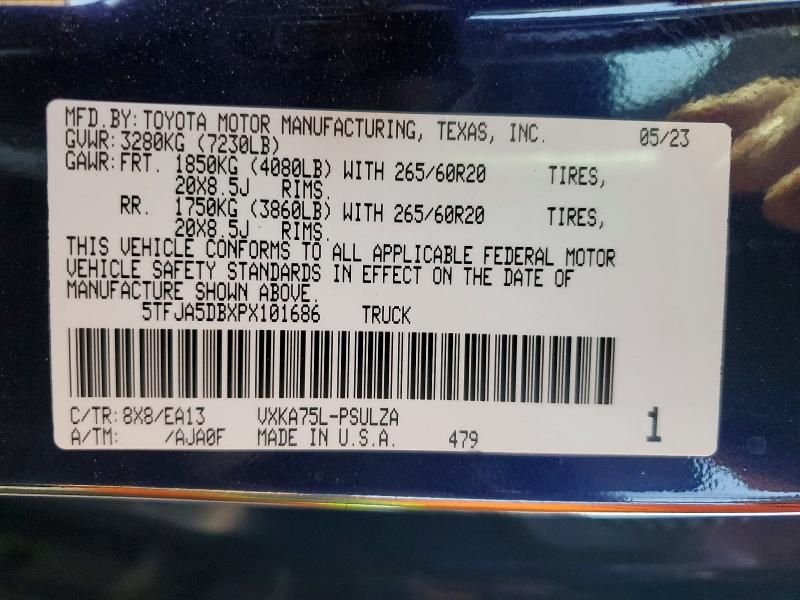 MFD.BY: TOYOTA MOTOR MANUFACTURING, TEXAS, INC. 05/23
GVWR: 3280KG (7230LB)
GAWR: FRT. 1850KG (4080LB) WITH 265/60R20 TIRES,
20X8.5J RIMS.
RR. 1750KG (3860LB) WITH 265/60R20 TIRES,
20X8.5J RIMS.
THIS VEHICLE CONFORMS TO ALL APPLICABLE FEDERAL MOTOR
VEHICLE SAFETY STANDARDS IN EFFECT ON THE DATE OF
MANUFACTURE SHOWN ABOVE.
5TFJA5DBXPX101686 TRUCK
C/TR: 8X8/EA13 VXKA75L-PSULZA
A/TM: /AJA0F MADE IN U.S.A. 479 1